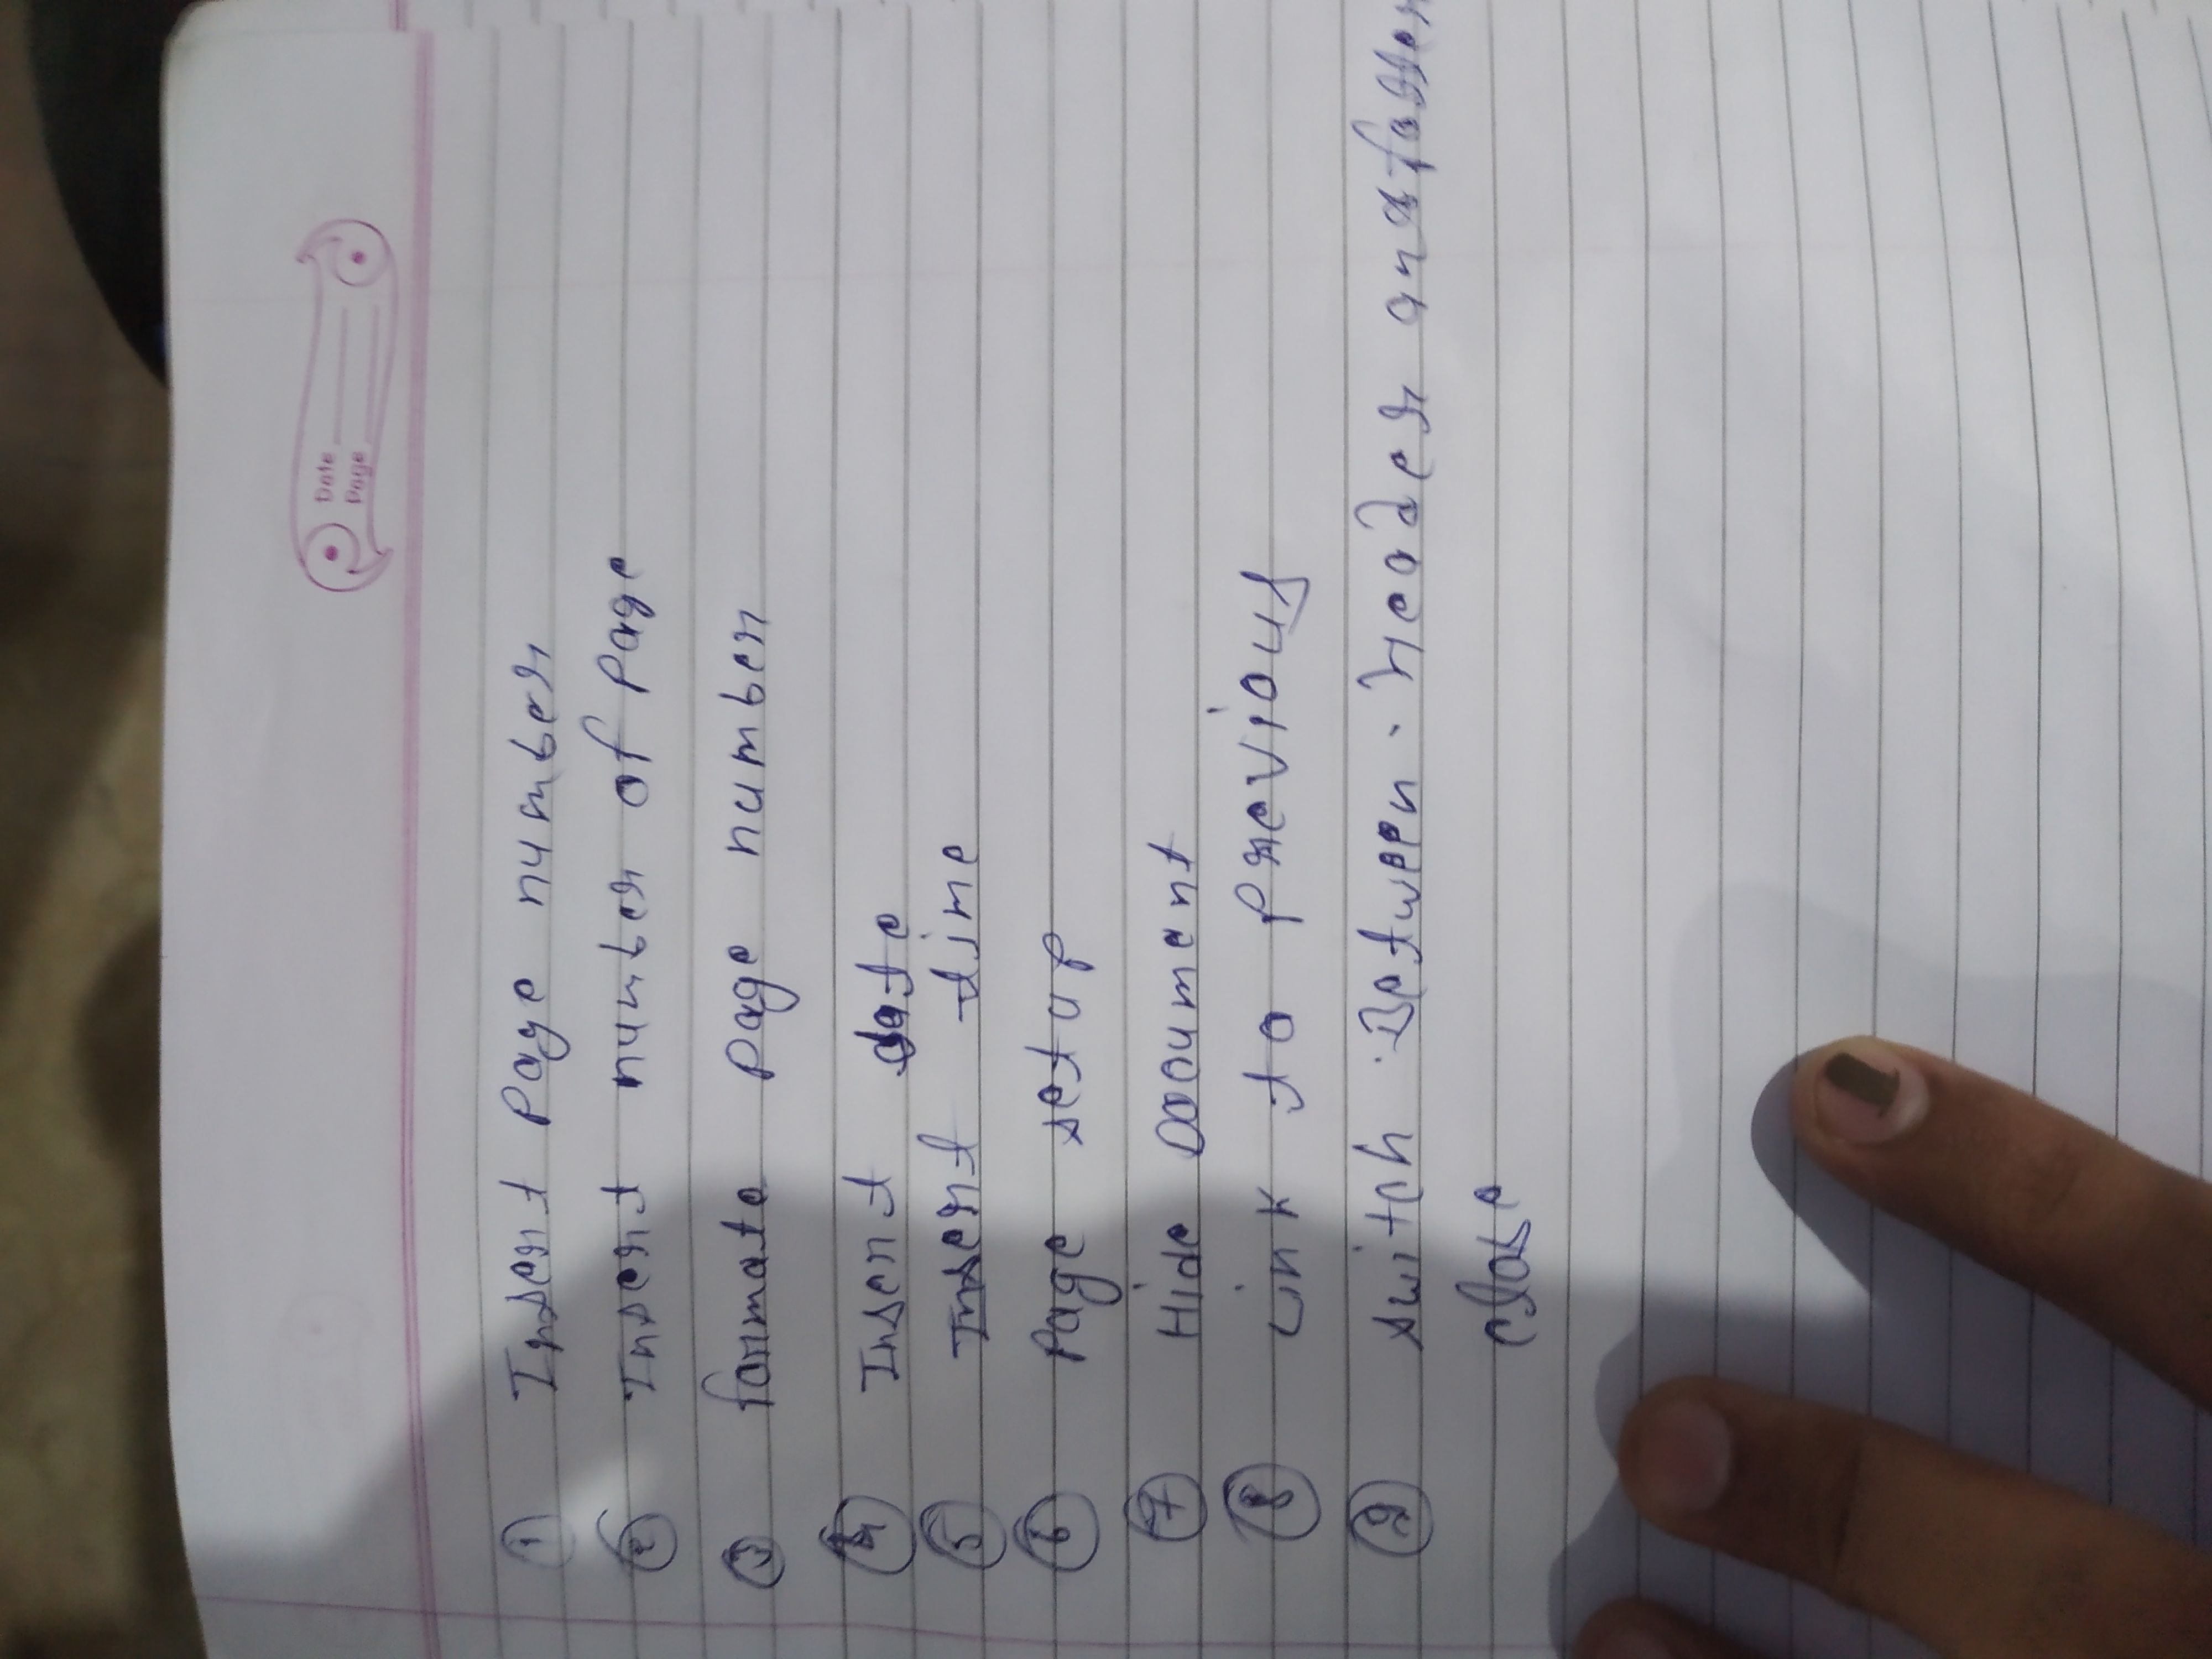 Date
Page
① Insert Page number
② Insert number of Page
③ formate page number
④ Insert date
⑤ Insert time
⑥ Page setup
⑦ Hide Document
⑧ Link to previous
⑨ switch Between Header and
close